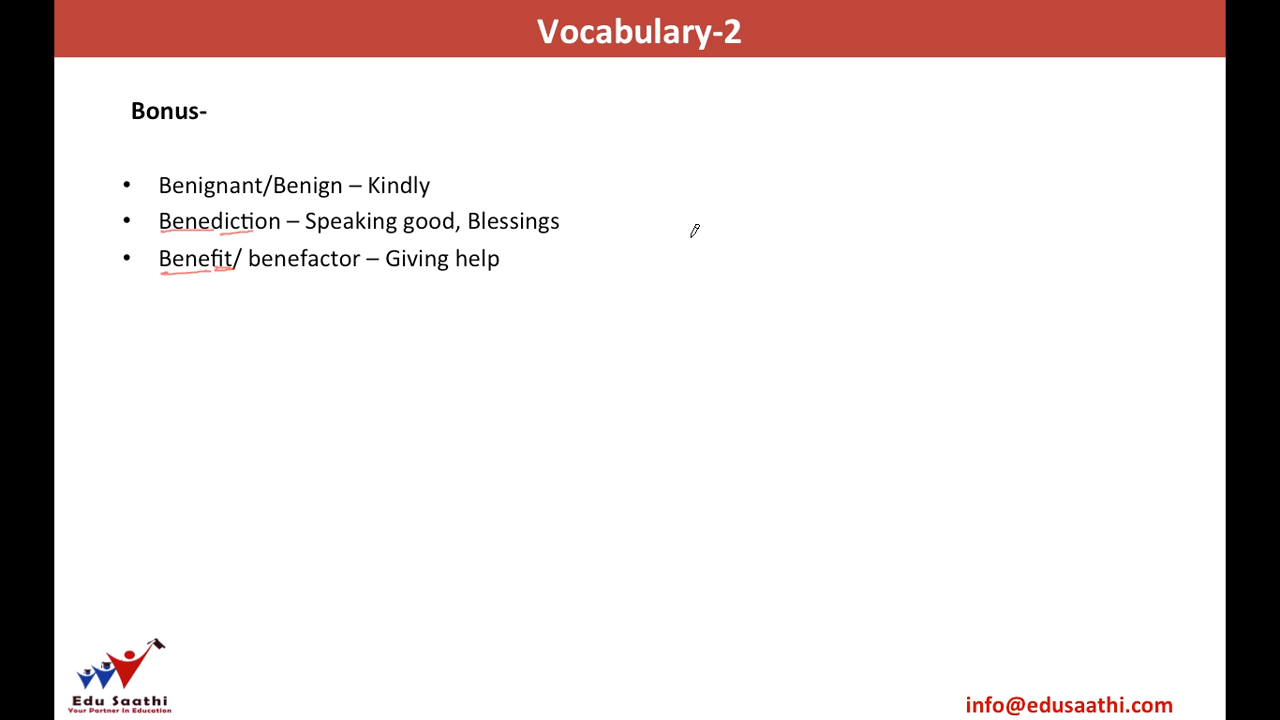 Vocabulary-2
Bonus-
• Benignant/Benign – Kindly
• Benediction – Speaking good, Blessings
• Benefit/ benefactor – Giving help
Edu Saathi
Your Partner In Education
info@edusaathi.com